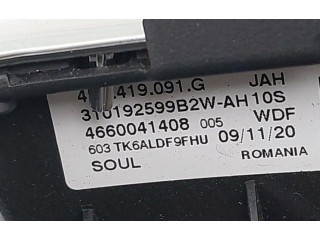 419.091.G JAH
310192599B2W-AH 10S
4660041408 005 WDF
603 TK6ALDF9FHU 09/11/20
SOUL ROMANIA